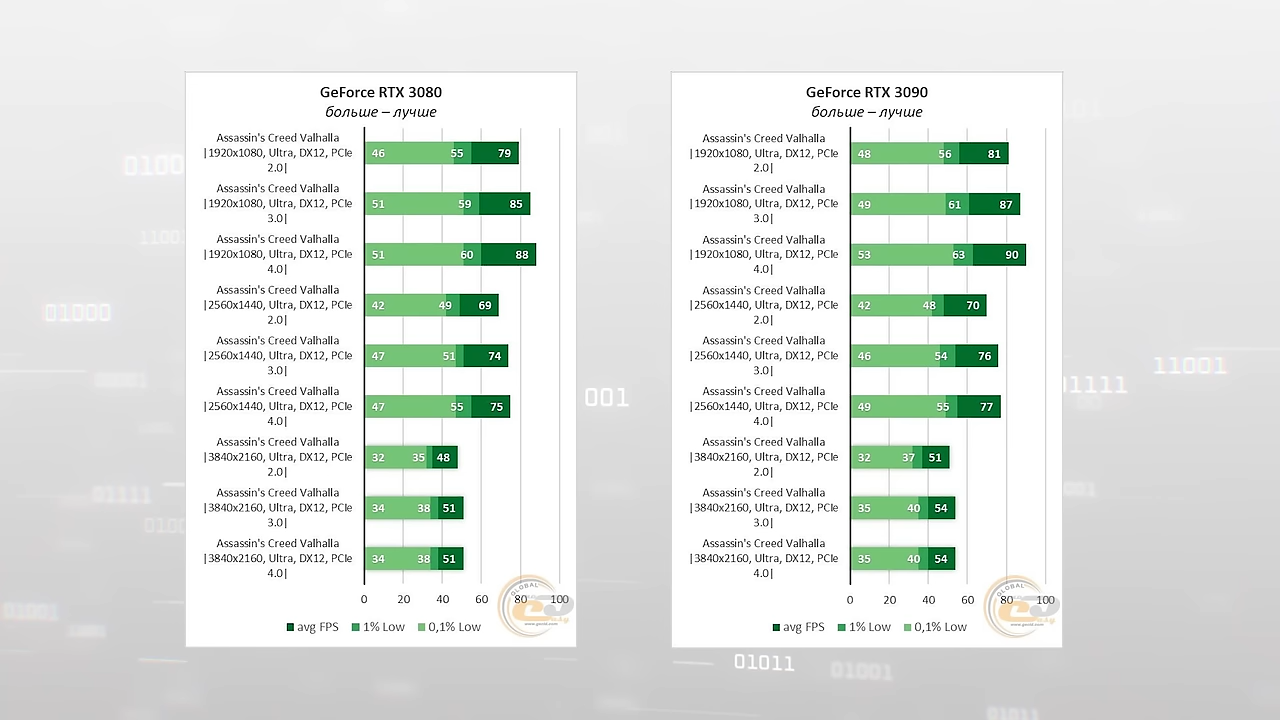 GeForce RTX 3080
больше – лучше
Assassin's Creed Valhalla
|1920x1080, Ultra, DX12, PCIe
2.0|
46 55 79
Assassin's Creed Valhalla
|1920x1080, Ultra, DX12, PCIe
3.0|
51 59 85
Assassin's Creed Valhalla
|1920x1080, Ultra, DX12, PCIe
4.0|
51 60 88
Assassin's Creed Valhalla
|2560x1440, Ultra, DX12, PCIe
2.0|
42 49 69
Assassin's Creed Valhalla
|2560x1440, Ultra, DX12, PCIe
3.0|
47 51 74
Assassin's Creed Valhalla
|2560x1440, Ultra, DX12, PCIe
4.0|
47 55 75
Assassin's Creed Valhalla
|3840x2160, Ultra, DX12, PCIe
2.0|
32 35 48
Assassin's Creed Valhalla
|3840x2160, Ultra, DX12, PCIe
3.0|
34 38 51
Assassin's Creed Valhalla
|3840x2160, Ultra, DX12, PCIe
4.0|
34 38 51
0 20 40 60 80 100
avg FPS 1% Low 0,1% Low
GLOBAL
GeForce RTX 3090
больше – лучше
Assassin's Creed Valhalla
|1920x1080, Ultra, DX12, PCIe
2.0|
48 56 81
Assassin's Creed Valhalla
|1920x1080, Ultra, DX12, PCIe
3.0|
49 61 87
Assassin's Creed Valhalla
|1920x1080, Ultra, DX12, PCIe
4.0|
53 63 90
Assassin's Creed Valhalla
|2560x1440, Ultra, DX12, PCIe
2.0|
42 48 70
Assassin's Creed Valhalla
|2560x1440, Ultra, DX12, PCIe
3.0|
46 54 76
Assassin's Creed Valhalla
|2560x1440, Ultra, DX12, PCIe
4.0|
49 55 77
Assassin's Creed Valhalla
|3840x2160, Ultra, DX12, PCIe
2.0|
32 37 51
Assassin's Creed Valhalla
|3840x2160, Ultra, DX12, PCIe
3.0|
35 40 54
Assassin's Creed Valhalla
|3840x2160, Ultra, DX12, PCIe
4.0|
35 40 54
0 20 40 60 80 100
avg FPS 1% Low 0,1% Low
GLOBAL
01000
001
11001
01111
01011
01001